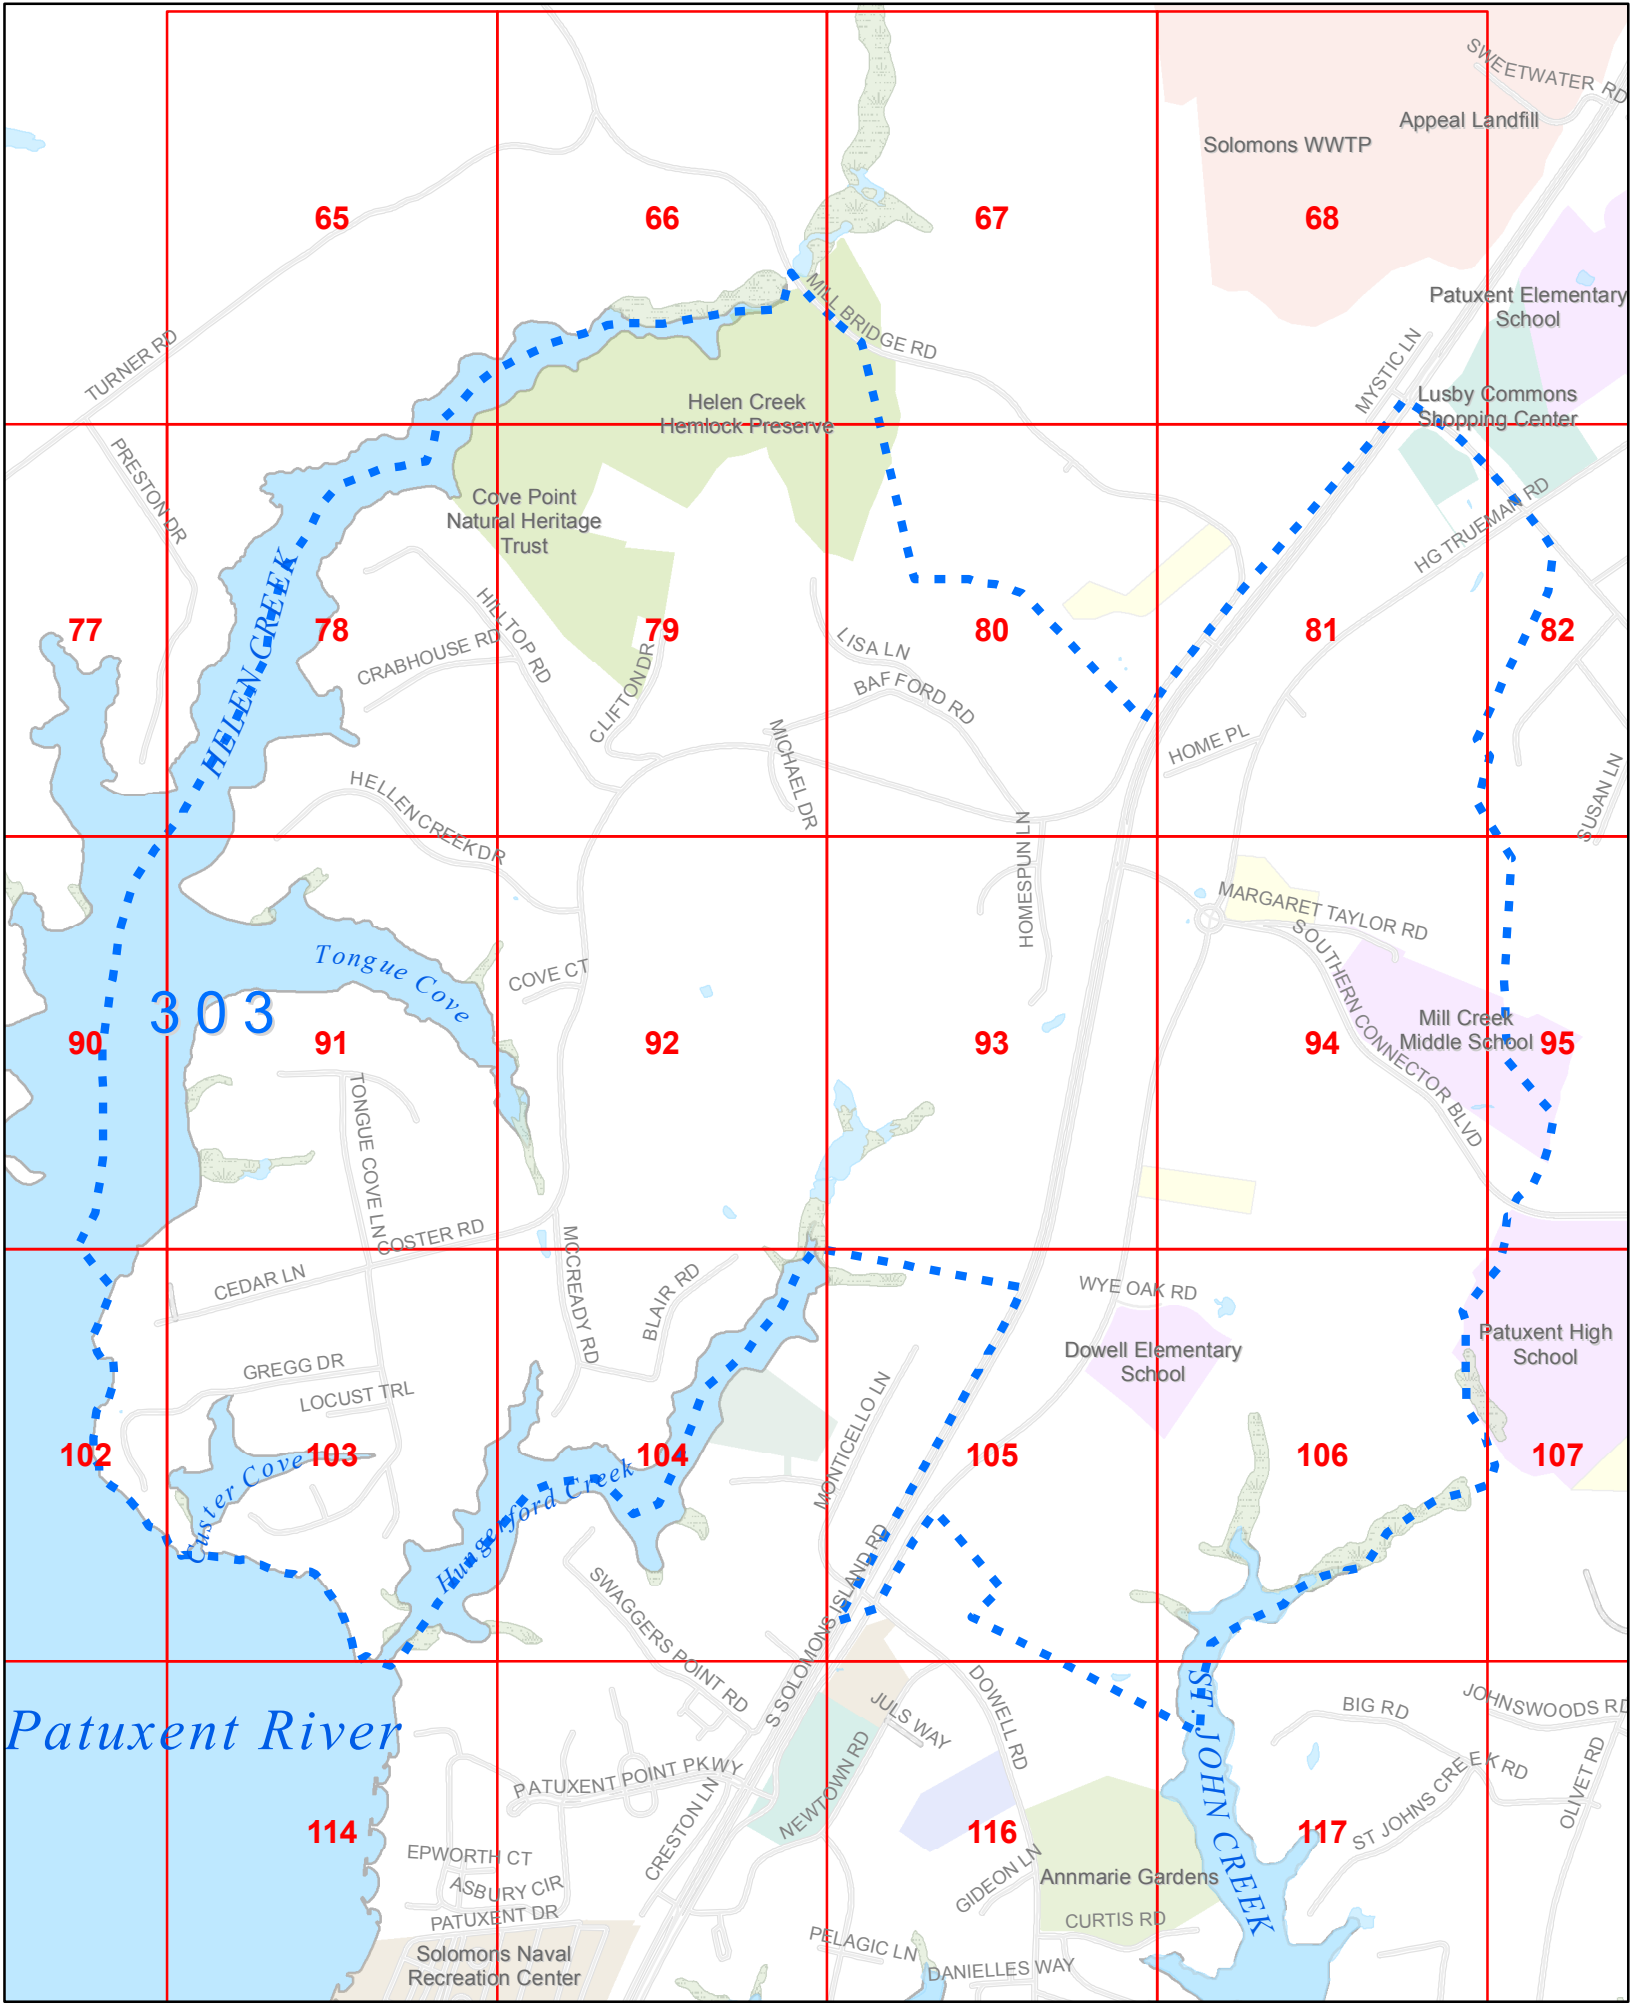 SWEETWATER RD
Appeal Landfill
Solomons WWTP
65
66
67
68
Patuxent Elementary
School
MILL BRIDGE RD
TURNER RD
MYSTIC LN
Lusby Commons
Shopping Center
Helen Creek
Hemlock Preserve
PRESTON DR
Cove Point
Natural Heritage
Trust
HG TRUEMAN RD
HELEN CREEK
77
78
79
80
81
82
HILLTOP RD
CRABHOUSE RD
CLIFTON DR
LISA LN
BAFFORD RD
MICHAEL DR
HOME PL
SUSAN LN
HELLEN CREEK DR
HOMESPUN LN
MARGARET TAYLOR RD
SOUTHERN CONNECTOR BLVD
Tongue Cove
COVE CT
303
Mill Creek
Middle School
90
91
92
93
94
95
TONGUE COVE LN
COSTER RD
MCCREADY RD
CEDAR LN
BLAIR RD
WYE OAK RD
Dowell Elementary
School
Patuxent High
School
GREGG DR
LOCUST TRL
MONTICELLO LN
102
103
104
105
106
107
Custer Cove
Hungerford Creek
SWAGGERS POINT RD
S SOLOMONS ISLAND RD
DOWELL RD
JULS WAY
ST. JOHN CREEK
BIG RD
JOHNSWOODS RD
Patuxent River
PATUXENT POINT PKWY
NEWTOWN RD
CRESTON LN
ST JOHNS CREEK RD
OLIVET RD
114
116
117
EPWORTH CT
ASBURY CIR
PATUXENT DR
GIDEON LN
Annmarie Gardens
CURTIS RD
PELAGIC LN
DANIELLES WAY
Solomons Naval
Recreation Center